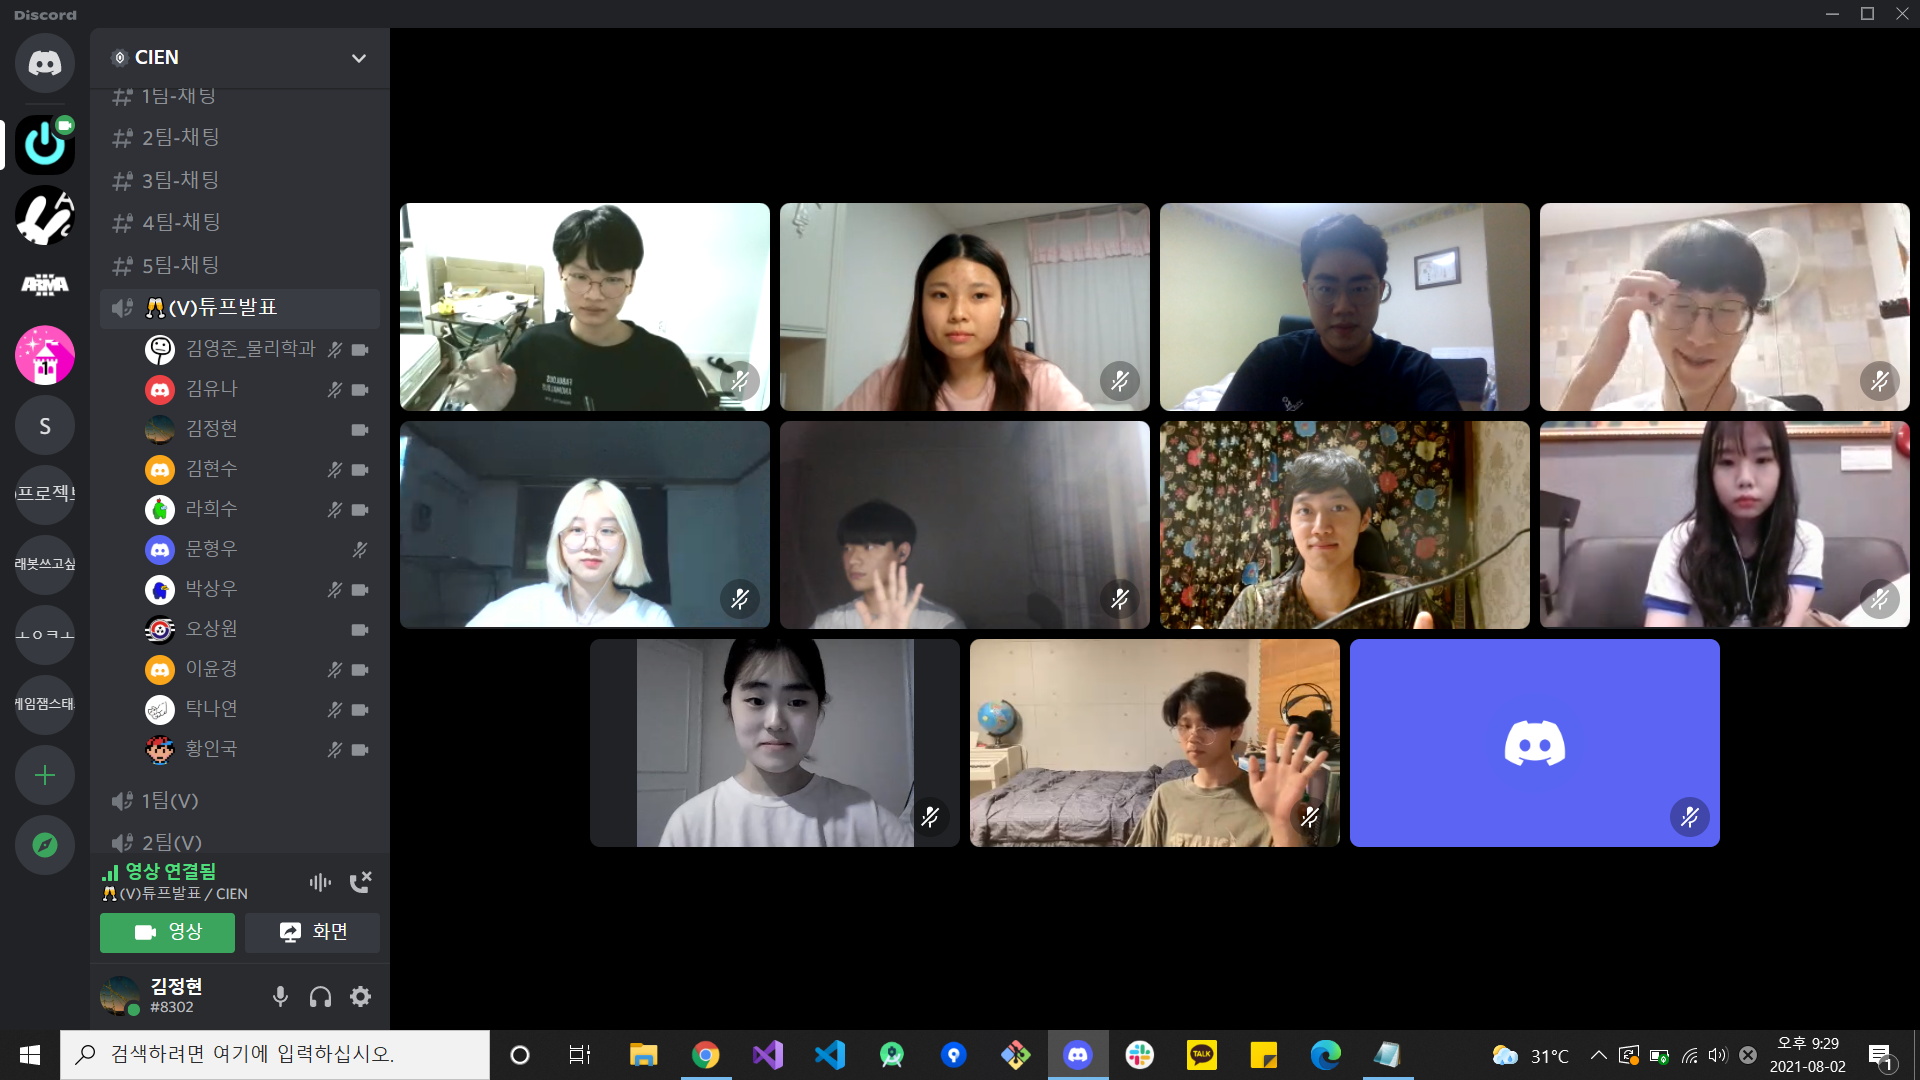 Discord
CIEN
1팀-채팅
2팀-채팅
3팀-채팅
4팀-채팅
5팀-채팅
(V)튜프발표
김영준_물리학과
김유나
김정현
김현수
라희수
문형우
박상우
오상원
이윤경
탁나연
황인국
1팀(V)
2팀(V)
영상 연결됨
(V)튜프발표 / CIEN
영상
화면
김정현
#8302
ARMA
1
S
프로젝
래봇쓰고싶
ㅗㅇㅋㅗ
게임잼스태
검색하려면 여기에 입력하십시오.
TALK
31°C
오후 9:29
2021-08-02
1